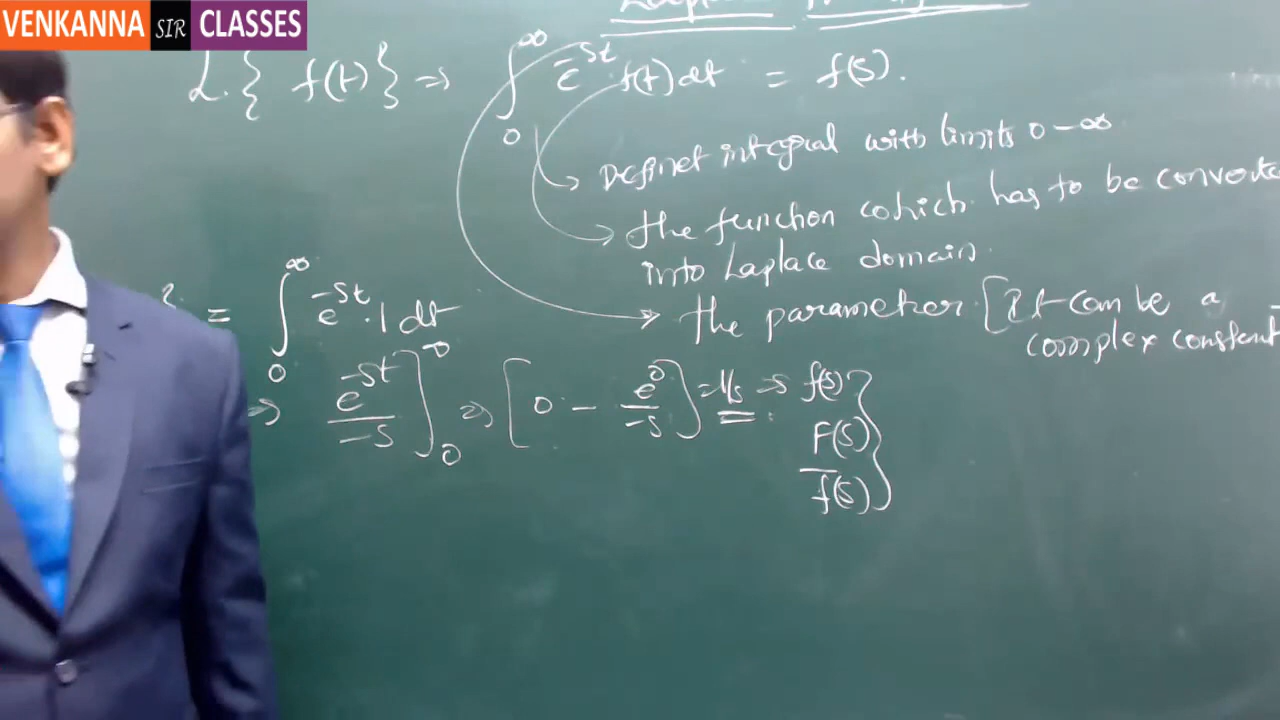 VENKANNA SIR CLASSES
Laplace
L.{ f(t) } ⇒ ∫₀^∞ e^-st f(t) dt = f(s).
Definet integral with limits 0-∞
the function which has to be converte
into Laplace domain.
the parameter [It can be a
complex constant]
= ∫₀^∞ e^-st · 1 dt
⇒ e^-st / -s ]₀^∞ ⇒ [ 0 - e^0 / -s ] = 1/s → f(s)
F(s)
f̅(s) }